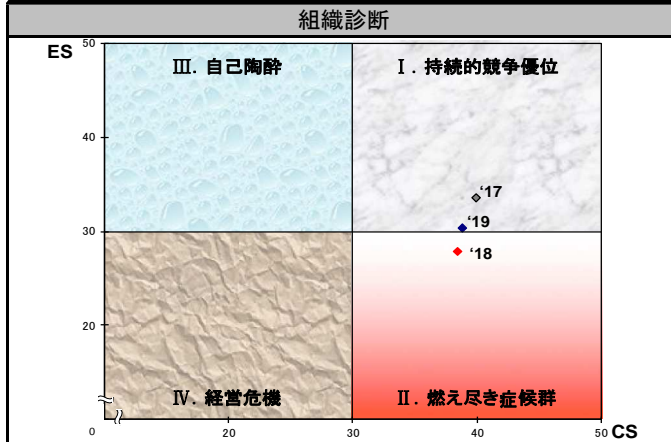 組織診断
ES
50
Ⅲ. 自己陶酔
Ⅰ. 持続的競争優位
40
‘17
‘19
30
‘18
20
Ⅳ. 経営危機
Ⅱ. 燃え尽き症候群
0
20
30
40
50
CS